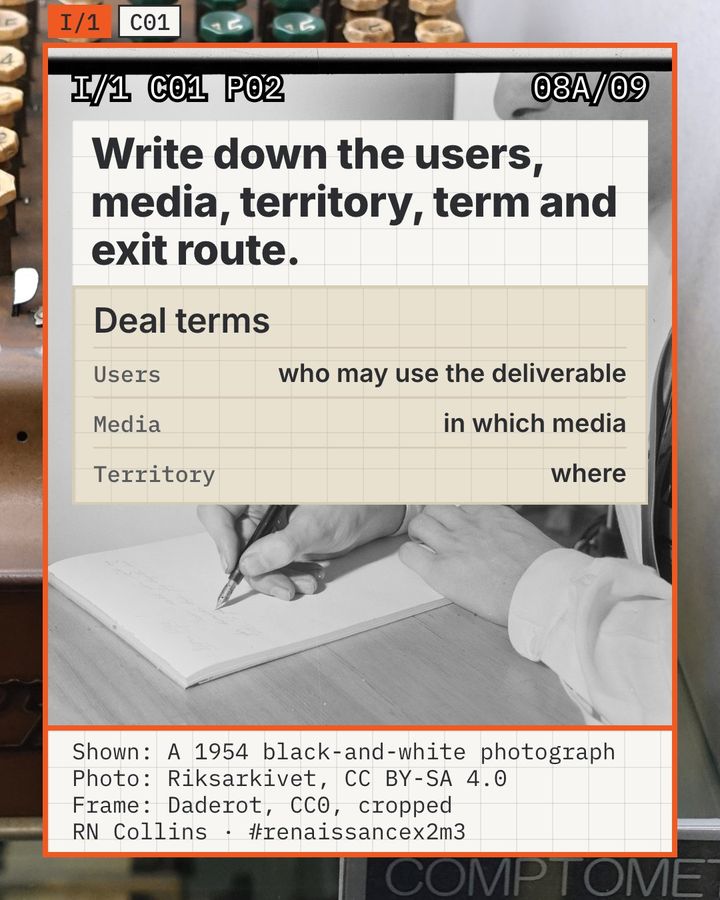 I/1 C01
I/1 C01 P02 08A/09
Write down the users,
media, territory, term and
exit route.
Deal terms
Users who may use the deliverable
Media in which media
Territory where
Shown: A 1954 black-and-white photograph
Photo: Riksarkivet, CC BY-SA 4.0
Frame: Daderot, CC0, cropped
RN Collins · #renaissancex2m3
COMPTOMET